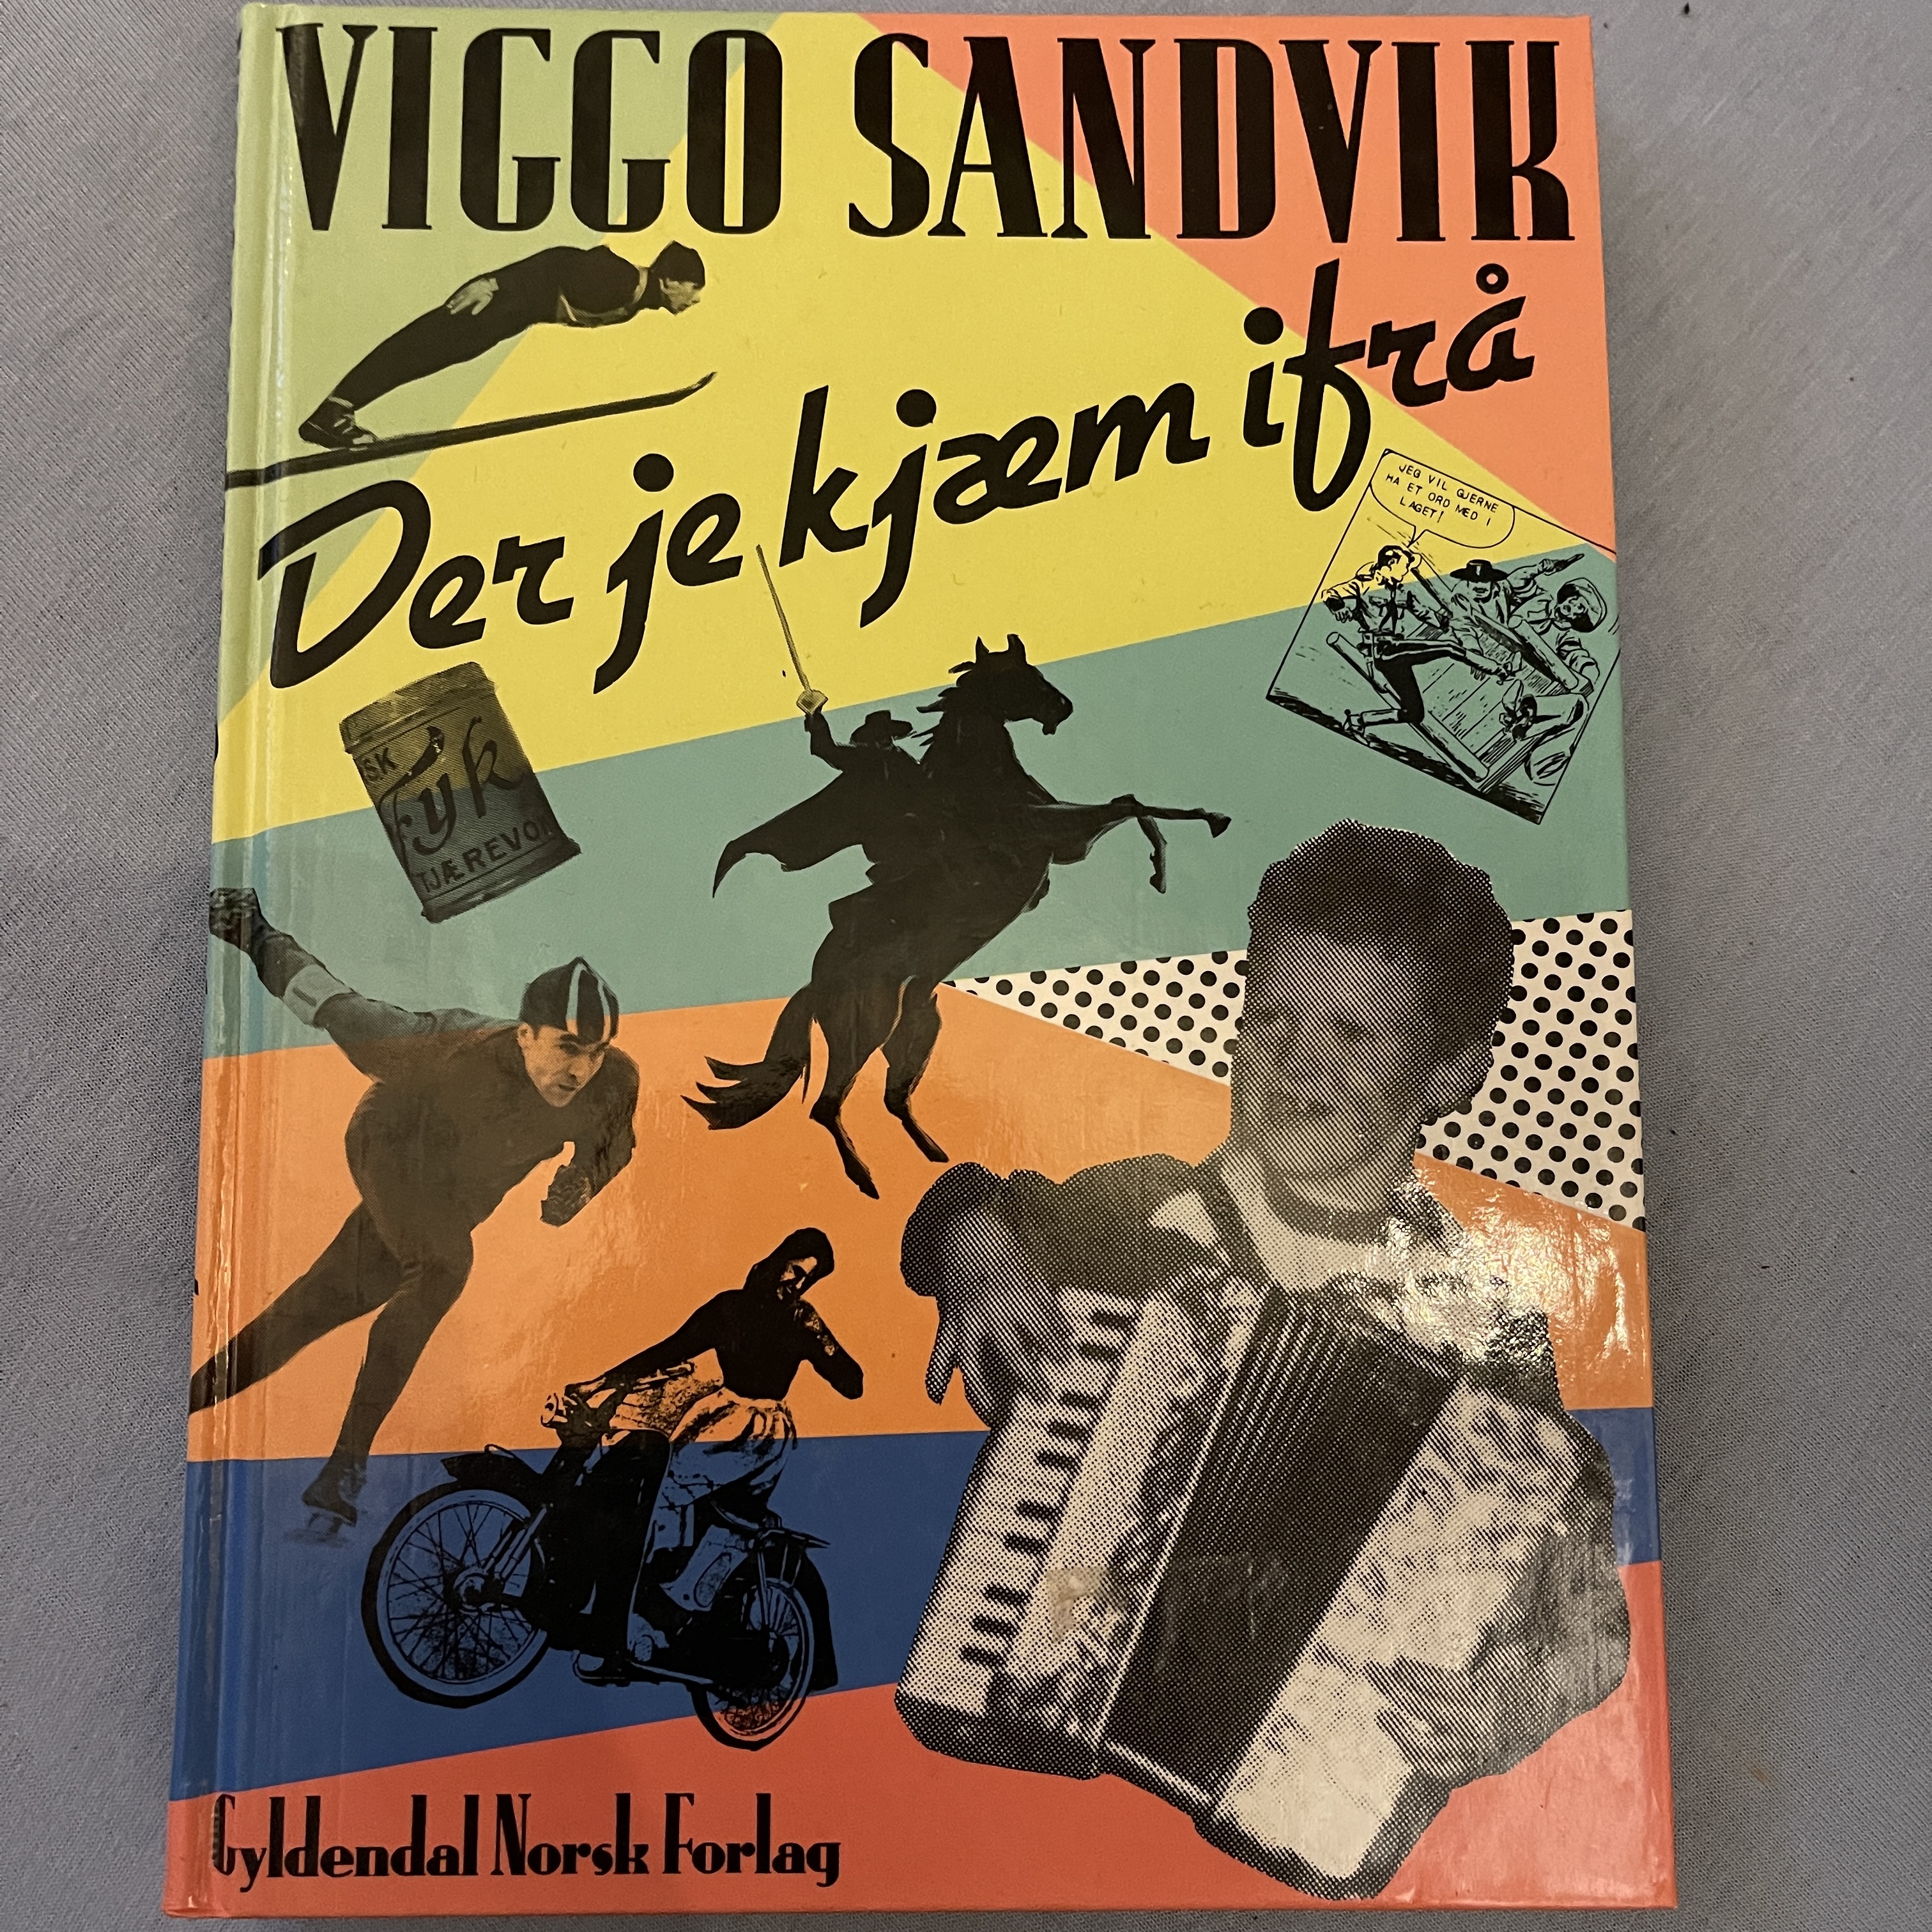 VIGGO SANDVIK
Der je kjæm ifrå
JEG VIL GJERNE
HA ET ORD MED I
LAGET!
SK
Fyk
TJÆREVO
Gyldendal Norsk Forlag